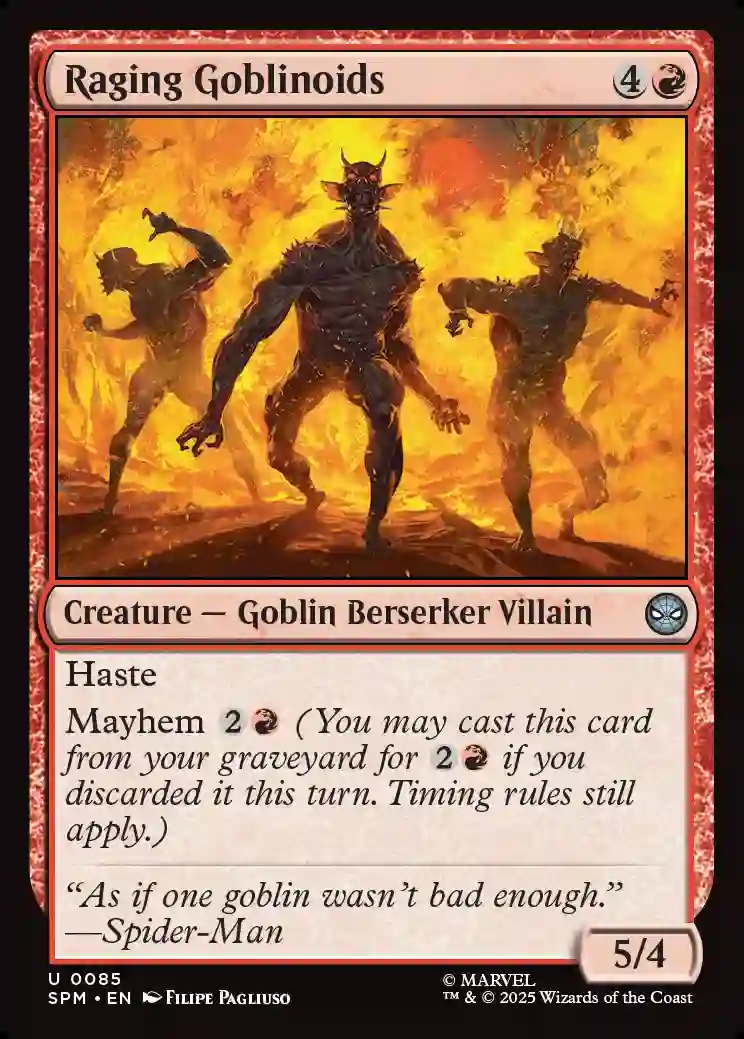 Raging Goblinoids 4
Creature — Goblin Berserker Villain
Haste
Mayhem 2 (You may cast this card
from your graveyard for 2 if you
discarded it this turn. Timing rules still
apply.)
“As if one goblin wasn’t bad enough.”
—Spider-Man
5/4
U 0085
SPM • EN Filipe Pagliuso
© MARVEL
™ & © 2025 Wizards of the Coast